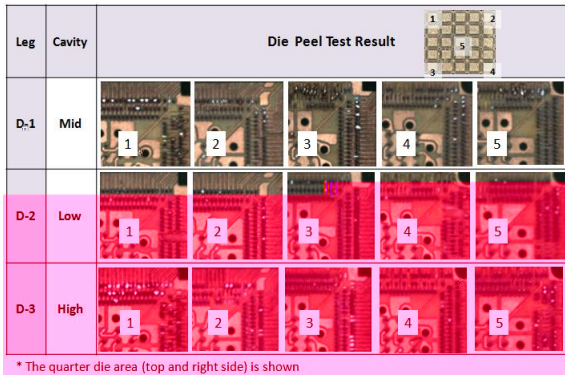 Leg Cavity Die Peel Test Result
1 2
5
3 4
D-1 Mid 1 2 3 4 5
D-2 Low 1 2 3 4 5
D-3 High 1 2 3 4 5
* The quarter die area (top and right side) is shown